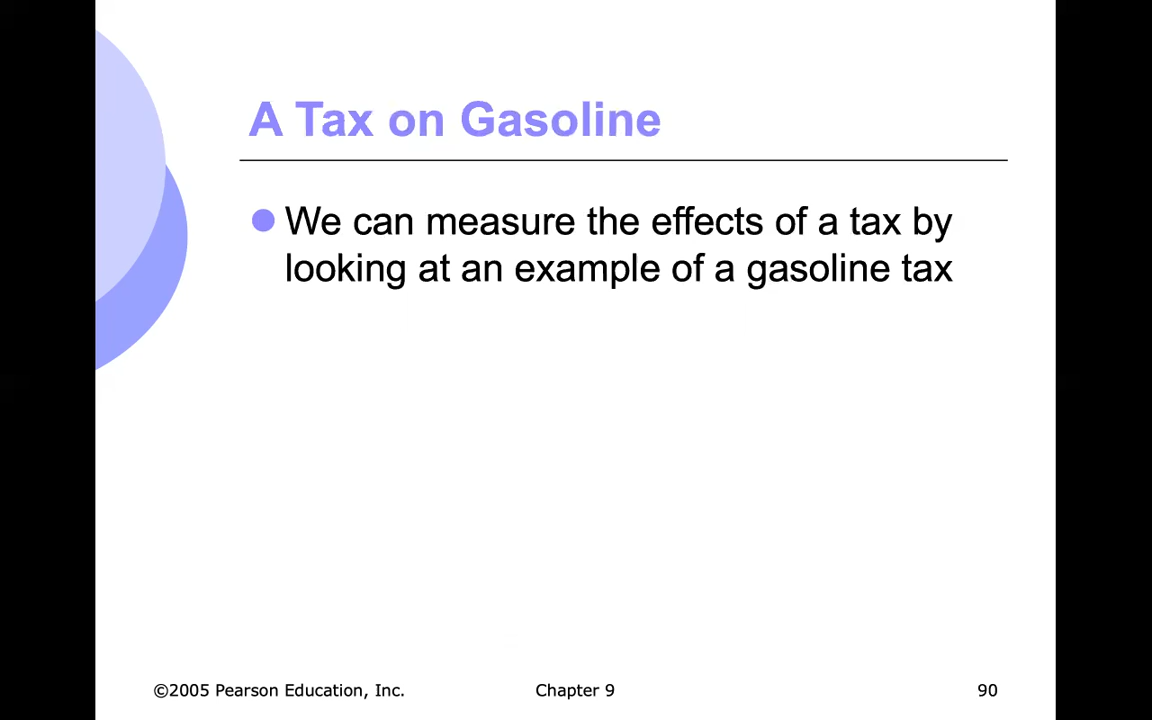 A Tax on Gasoline
We can measure the effects of a tax by
looking at an example of a gasoline tax
©2005 Pearson Education, Inc.
Chapter 9
90